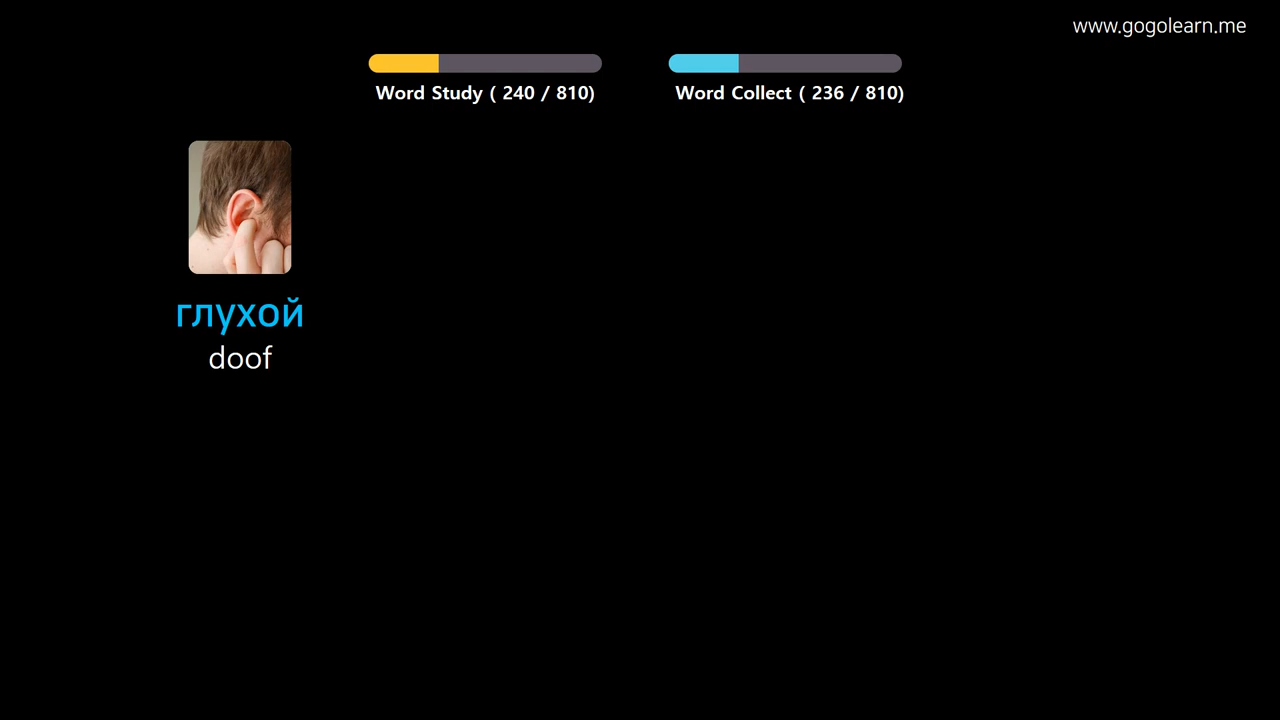 www.gogolearn.me
Word Study ( 240 / 810)
Word Collect ( 236 / 810)
глухой
doof